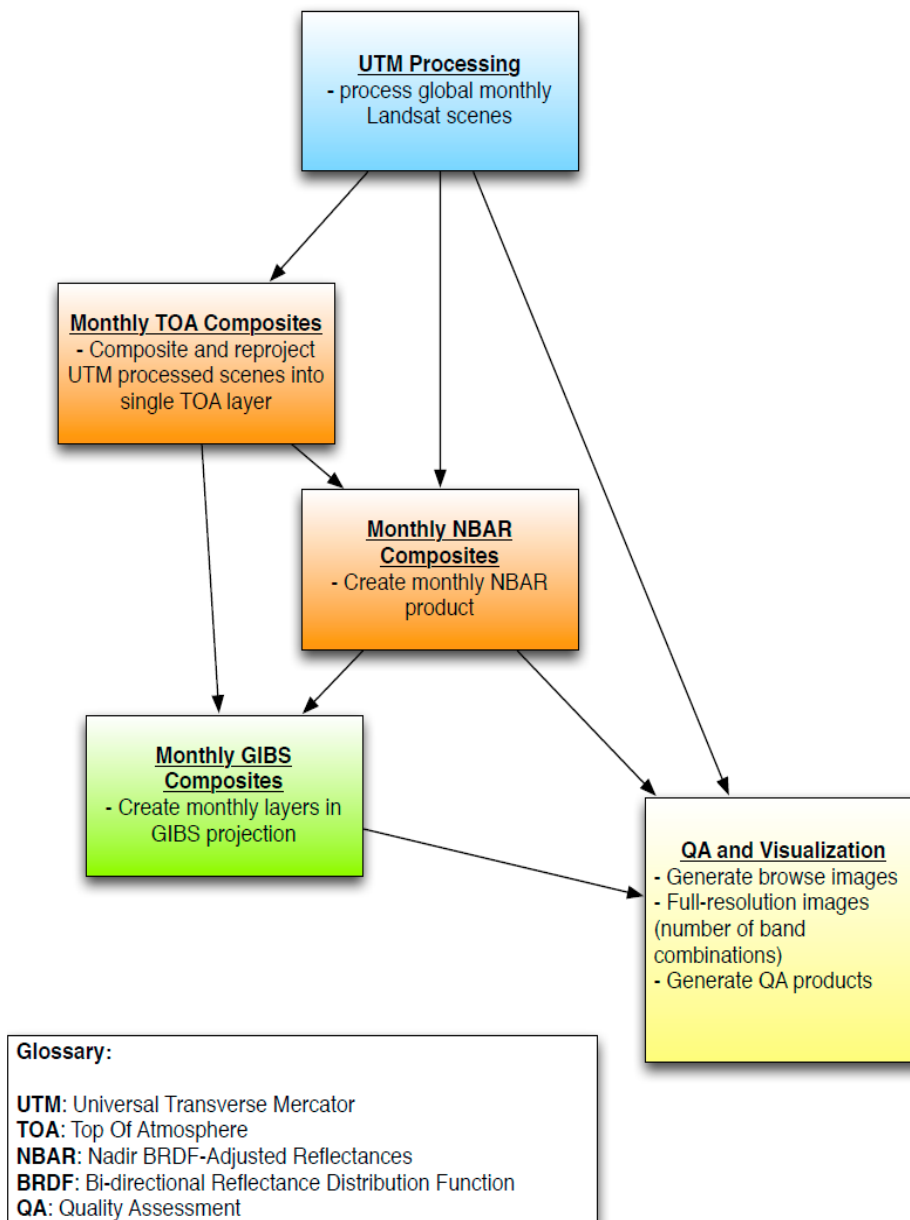 UTM Processing
- process global monthly
Landsat scenes
Monthly TOA Composites
- Composite and reproject
UTM processed scenes into
single TOA layer
Monthly NBAR
Composites
- Create monthly NBAR
product
Monthly GIBS
Composites
- Create monthly layers in
GIBS projection
QA and Visualization
- Generate browse images
- Full-resolution images
(number of band
combinations)
- Generate QA products
Glossary:
UTM: Universal Transverse Mercator
TOA: Top Of Atmosphere
NBAR: Nadir BRDF-Adjusted Reflectances
BRDF: Bi-directional Reflectance Distribution Function
QA: Quality Assessment